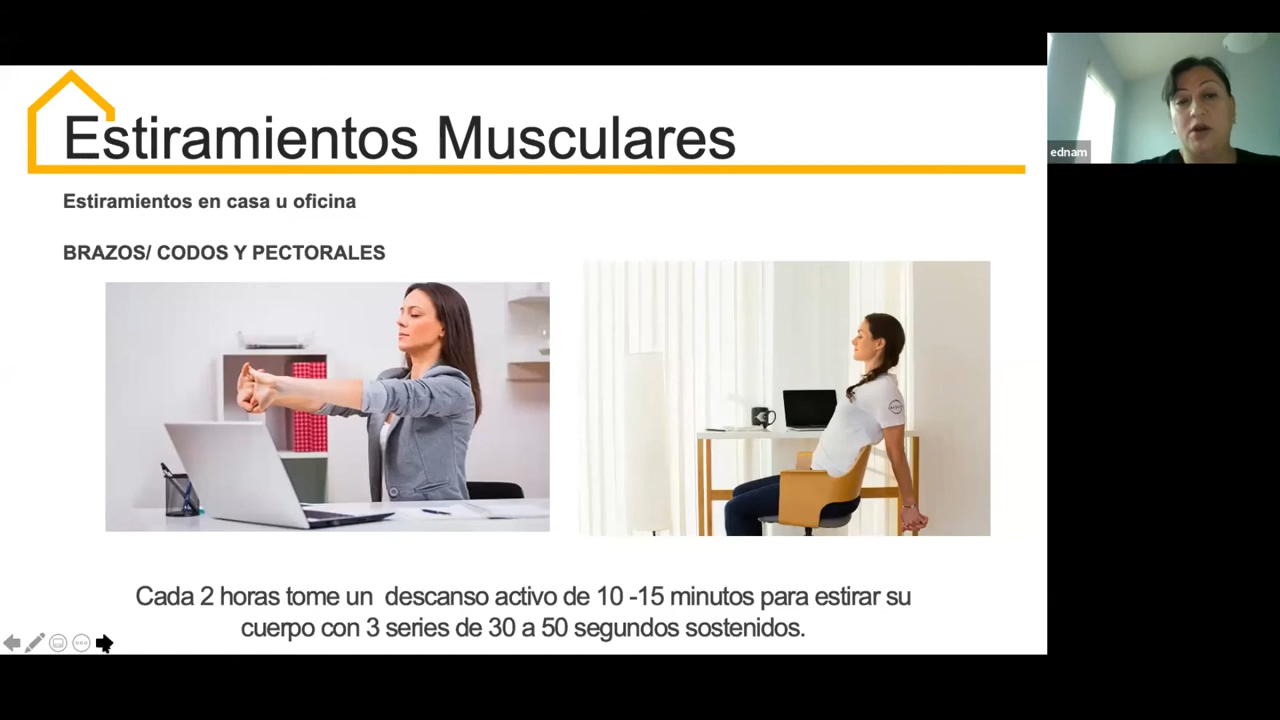 Estiramientos Musculares
Estiramientos en casa u oficina
BRAZOS/ CODOS Y PECTORALES
Cada 2 horas tome un descanso activo de 10 -15 minutos para estirar su
cuerpo con 3 series de 30 a 50 segundos sostenidos.
ednam